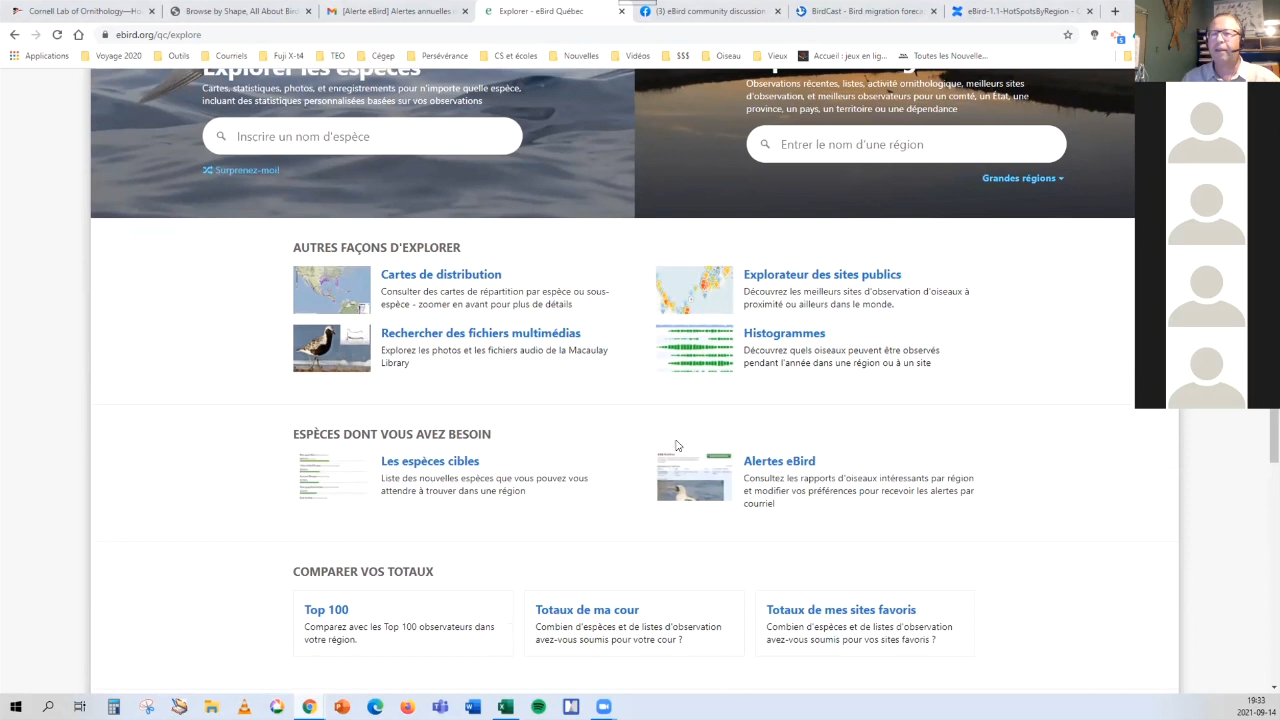 Cornell Lab of Ornithology—Ho
Browse by Shape, All About Bird
[Alerte eBird] Alertes annuelles
Explorer - eBird Québec
(3) eBird community discussion
BirdCast - Bird migration foreca
eBird-1.1-HotSpotsByRegion -
ebird.org/qc/explore
Applications
Voyage 2020
Outils
Courriels
Fuji X-t4
TEO
Cégep
Persévérance
CS et écoles
Nouvelles
Vidéos
$$$
Oiseau
Vieux
Accueil : jeux en lig...
Toutes les Nouvelle...
5
Explorer les espèces
Cartes, statistiques, photos, et enregistrements pour n'importe quelle espèce,
incluant des statistiques personnalisées basées sur vos observations
Inscrire un nom d'espèce
Surprenez-moi!
Observations récentes, listes, activité ornithologique, meilleurs sites
d'observation, et meilleurs observateurs pour un comté, un État, une
province, un pays, un territoire ou une dépendance
Entrer le nom d'une région
Grandes régions
AUTRES FAÇONS D'EXPLORER
Cartes de distribution
Consulter des cartes de répartition par espèce ou sous-
espèce - zoomer en avant pour plus de détails
Explorateur des sites publics
Découvrez les meilleurs sites d'observation d'oiseaux à
proximité ou ailleurs dans le monde.
Rechercher des fichiers multimédias
Explorez les photos et les fichiers audio de la Macaulay
Library
Histogrammes
Découvrez quels oiseaux peuvent être observés
pendant l'année dans une région ou à un site
ESPÈCES DONT VOUS AVEZ BESOIN
Les espèces cibles
Liste des nouvelles espèces que vous pouvez vous
attendre à trouver dans une région
Alertes eBird
Consultez les rapports d'oiseaux intéressants par région
et modifier vos préférences pour recevoir les alertes par
courriel
COMPARER VOS TOTAUX
Top 100
Comparez avec les Top 100 observateurs dans
votre région.
Totaux de ma cour
Combien d'espèces et de listes d'observation
avez-vous soumis pour votre cour ?
Totaux de mes sites favoris
Combien d'espèces et de listes d'observation
avez-vous soumis pour vos sites favoris ?
19:33
2021-09-14